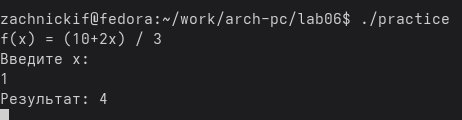 zachnickif@fedora:~/work/arch-pc/lab06$ ./practice
f(x) = (10+2x) / 3
Введите x:
1
Результат: 4